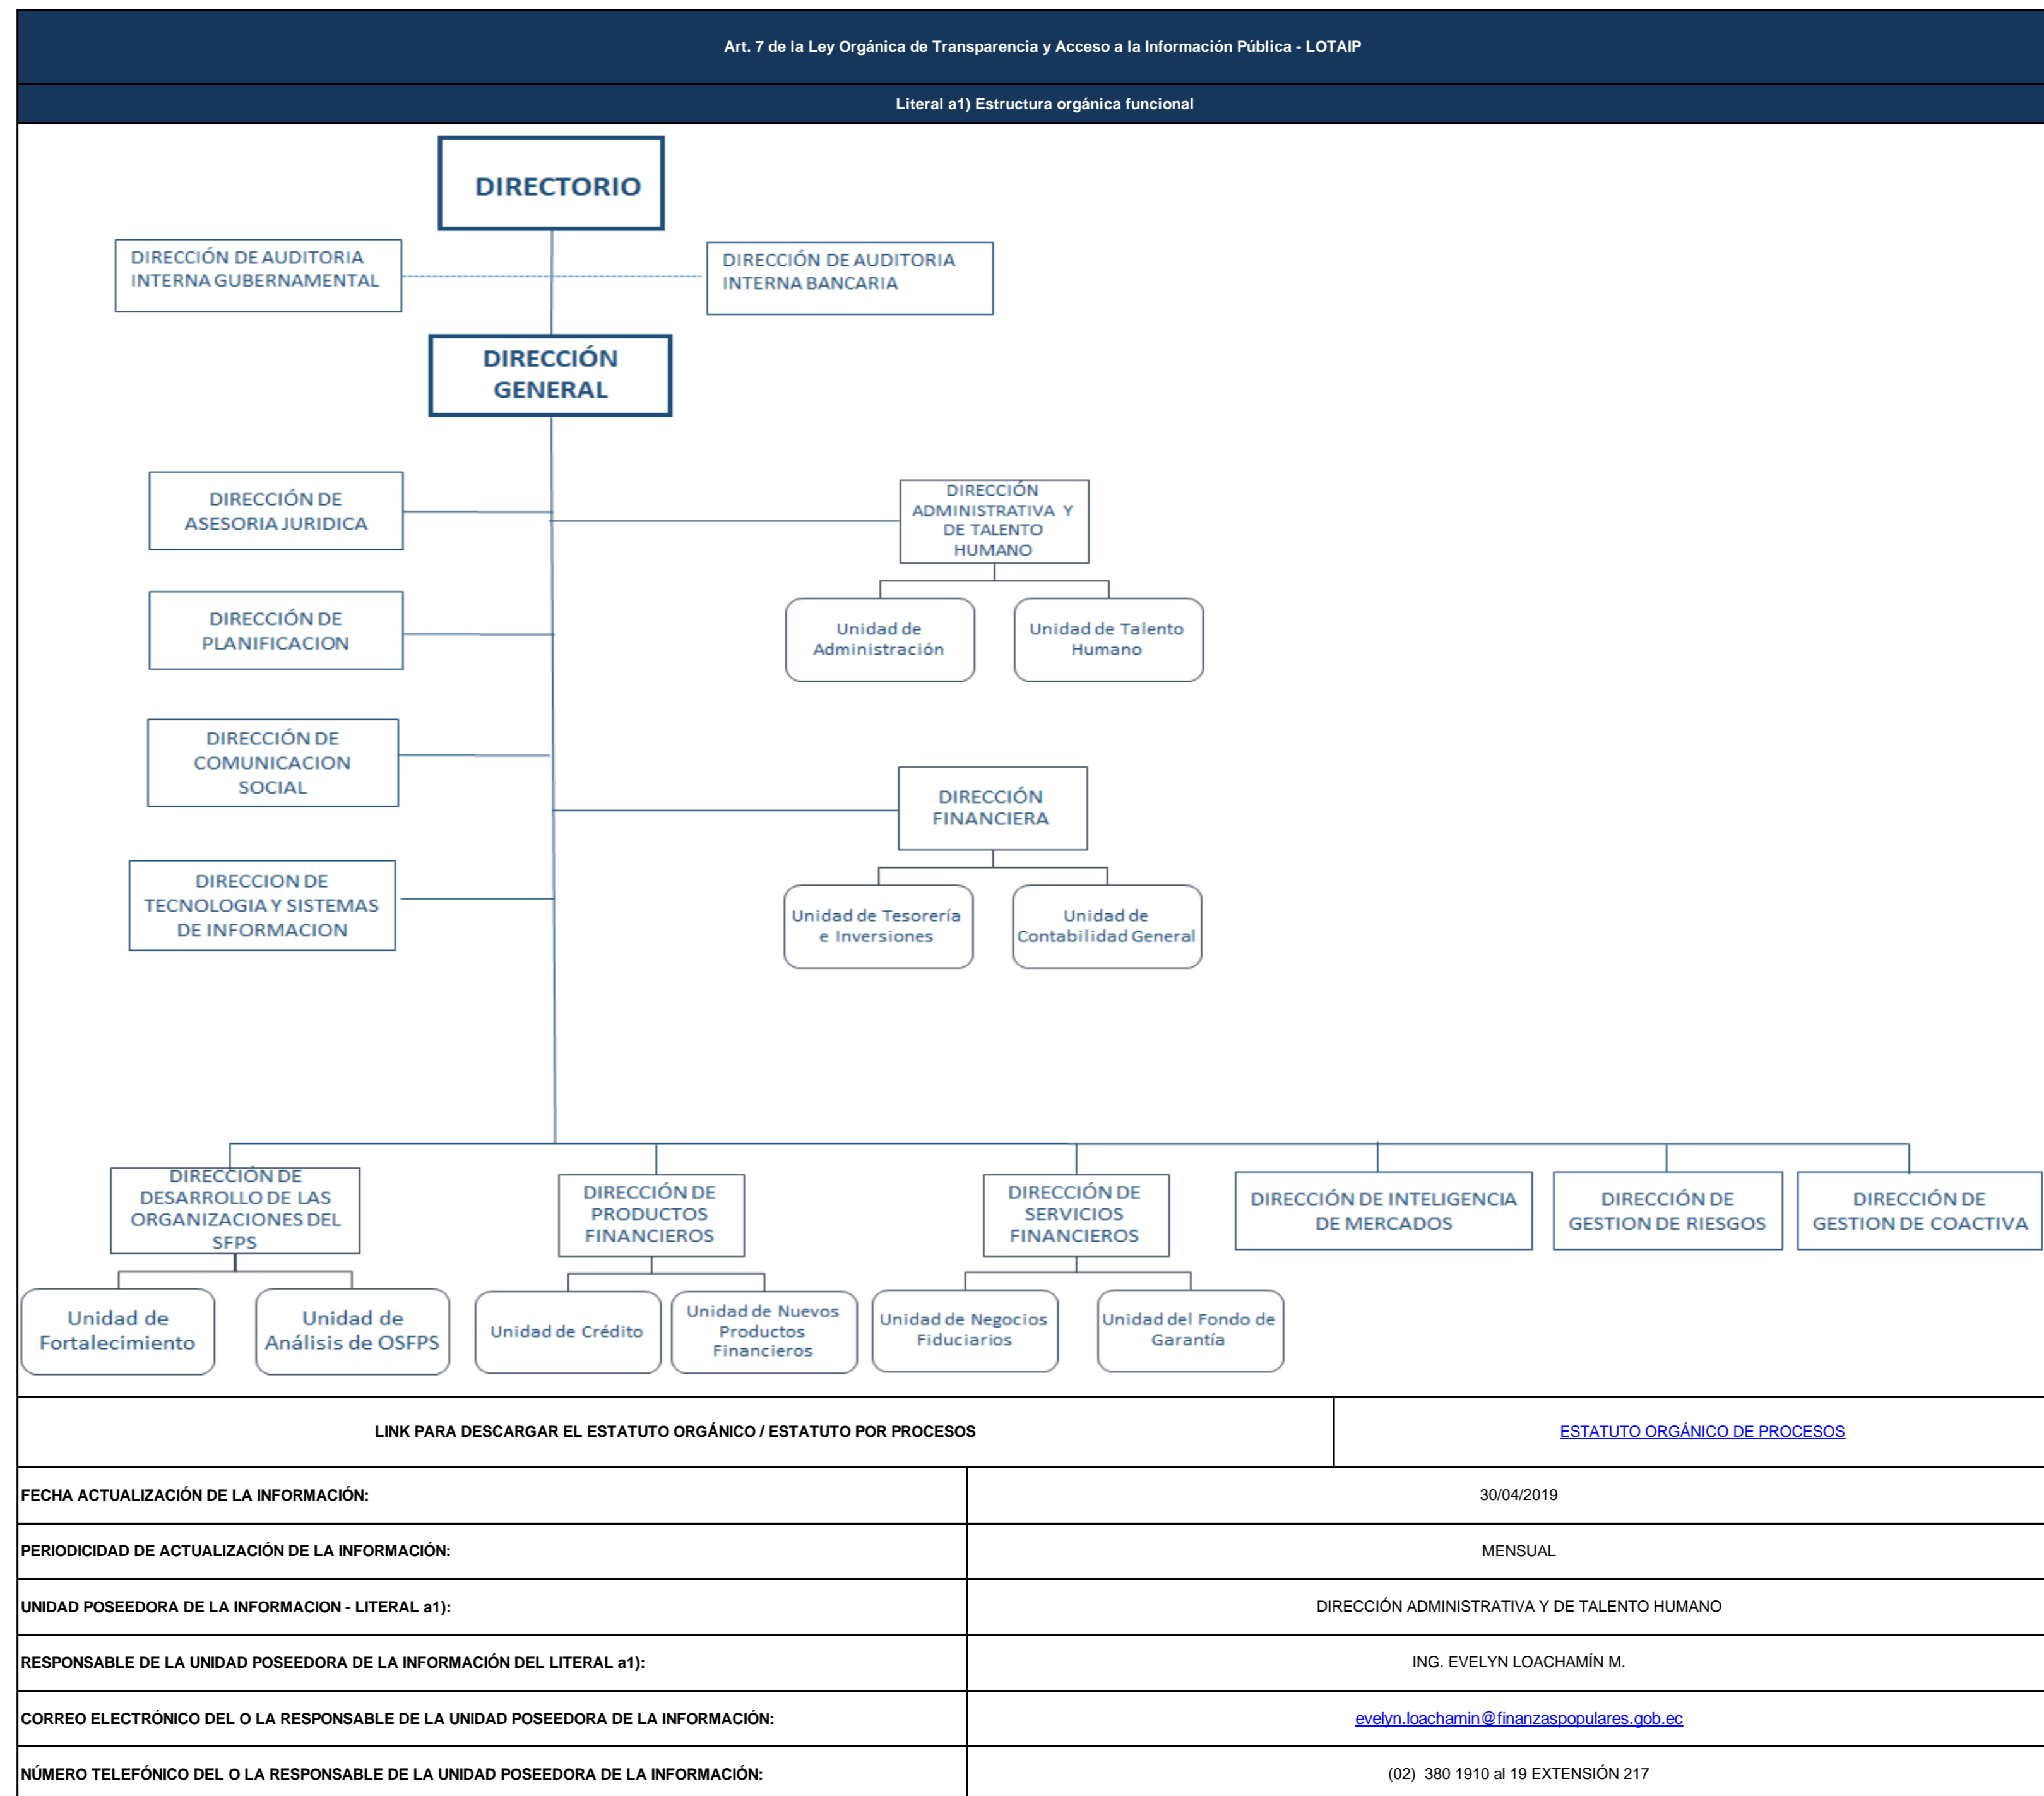 Art. 7 de la Ley Orgánica de Transparencia y Acceso a la Información Pública - LOTAIP
Literal a1) Estructura orgánica funcional
DIRECTORIO
DIRECCIÓN DE AUDITORIA
INTERNA GUBERNAMENTAL
DIRECCIÓN DE AUDITORIA
INTERNA BANCARIA
DIRECCIÓN
GENERAL
DIRECCIÓN DE
ASESORIA JURIDICA
DIRECCIÓN
ADMINISTRATIVA Y
DE TALENTO
HUMANO
Unidad de
Administración
Unidad de Talento
Humano
DIRECCIÓN DE
PLANIFICACION
DIRECCIÓN DE
COMUNICACION
SOCIAL
DIRECCIÓN
FINANCIERA
Unidad de Tesorería
e Inversiones
Unidad de
Contabilidad General
DIRECCION DE
TECNOLOGIA Y SISTEMAS
DE INFORMACION
DIRECCIÓN DE
DESARROLLO DE LAS
ORGANIZACIONES DEL
SFPS
DIRECCIÓN DE
PRODUCTOS
FINANCIEROS
DIRECCIÓN DE
SERVICIOS
FINANCIEROS
DIRECCIÓN DE INTELIGENCIA
DE MERCADOS
DIRECCIÓN DE
GESTION DE RIESGOS
DIRECCIÓN DE
GESTION DE COACTIVA
Unidad de
Fortalecimiento
Unidad de
Análisis de OSFPS
Unidad de Crédito
Unidad de Nuevos
Productos
Financieros
Unidad de Negocios
Fiduciarios
Unidad del Fondo de
Garantía
LINK PARA DESCARGAR EL ESTATUTO ORGÁNICO / ESTATUTO POR PROCESOS
ESTATUTO ORGÁNICO DE PROCESOS
FECHA ACTUALIZACIÓN DE LA INFORMACIÓN:
30/04/2019
PERIODICIDAD DE ACTUALIZACIÓN DE LA INFORMACIÓN:
MENSUAL
UNIDAD POSEEDORA DE LA INFORMACION - LITERAL a1):
DIRECCIÓN ADMINISTRATIVA Y DE TALENTO HUMANO
RESPONSABLE DE LA UNIDAD POSEEDORA DE LA INFORMACIÓN DEL LITERAL a1):
ING. EVELYN LOACHAMÍN M.
CORREO ELECTRÓNICO DEL O LA RESPONSABLE DE LA UNIDAD POSEEDORA DE LA INFORMACIÓN:
evelyn.loachamin@finanzaspopulares.gob.ec
NÚMERO TELEFÓNICO DEL O LA RESPONSABLE DE LA UNIDAD POSEEDORA DE LA INFORMACIÓN:
(02) 380 1910 al 19 EXTENSIÓN 217